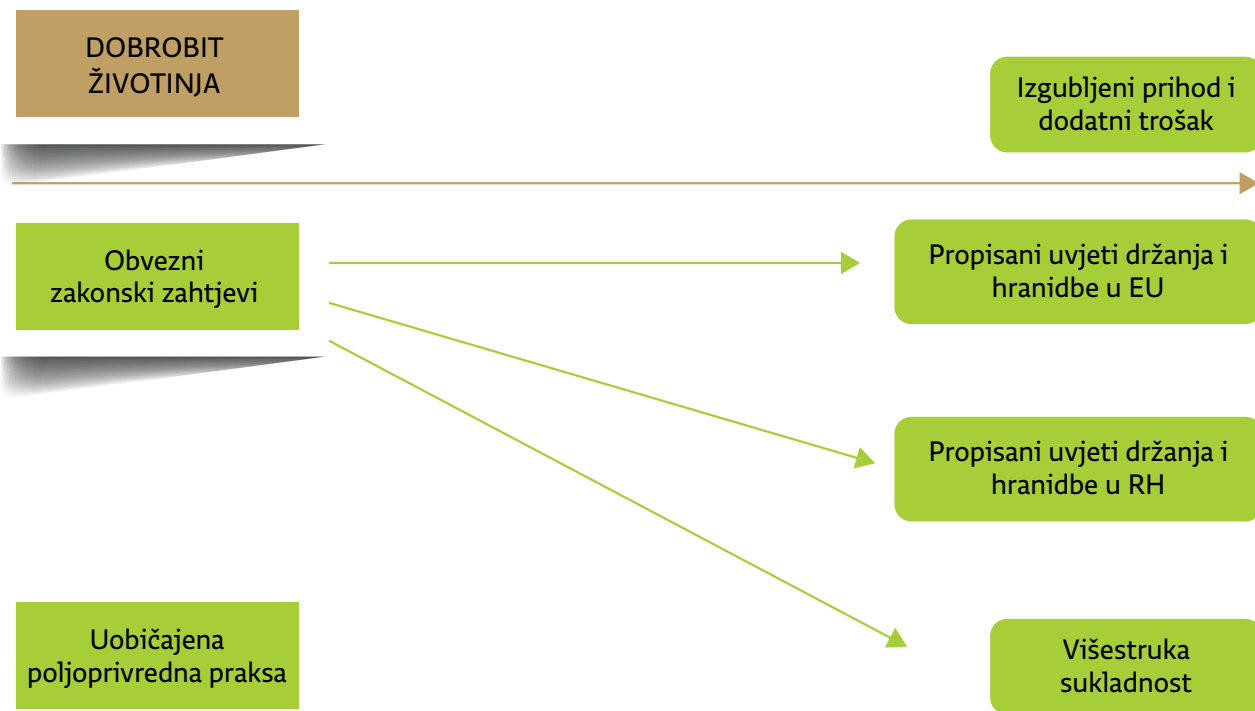 DOBROBIT
ŽIVOTINJA
Izgubljeni prihod i
dodatni trošak
Obvezni
zakonski zahtjevi
Propisani uvjeti držanja i
hranidbe u EU
Propisani uvjeti držanja i
hranidbe u RH
Uobičajena
poljoprivredna praksa
Višestruka
sukladnost